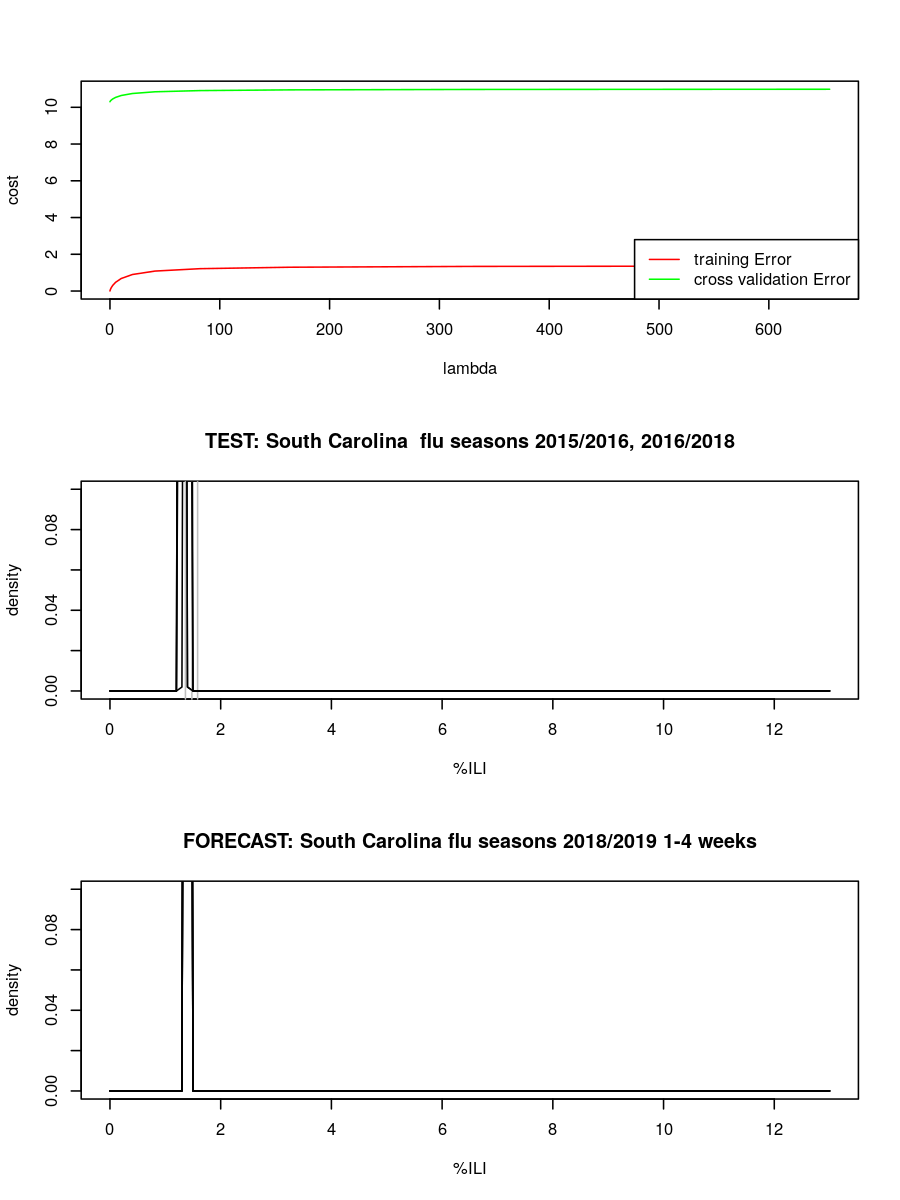 cost
10
8
6
4
2
0
training Error
cross validation Error
0 100 200 300 400 500 600
lambda
TEST: South Carolina  flu seasons 2015/2016, 2016/2018
density
0.08
0.04
0.00
0 2 4 6 8 10 12
%ILI
FORECAST: South Carolina flu seasons 2018/2019 1-4 weeks
density
0.08
0.04
0.00
0 2 4 6 8 10 12
%ILI